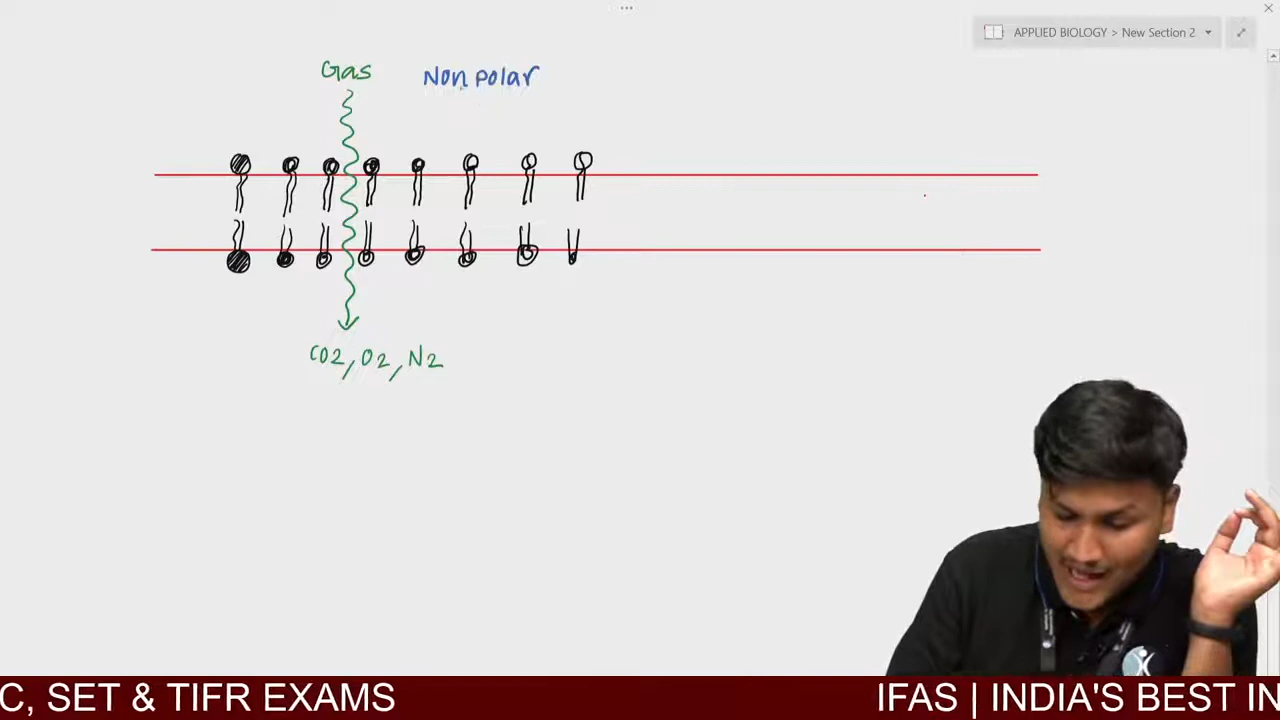 APPLIED BIOLOGY > New Section 2
Gas
Non polar
CO2, O2, N2
C, SET & TIFR EXAMS
IFAS | INDIA'S BEST IN